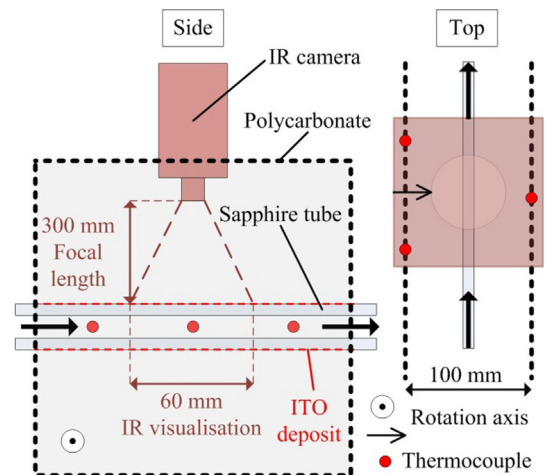 Side
Top
IR camera
Polycarbonate
300 mm
Focal
length
Sapphire tube
60 mm
IR visualisation
ITO
deposit
100 mm
Rotation axis
Thermocouple